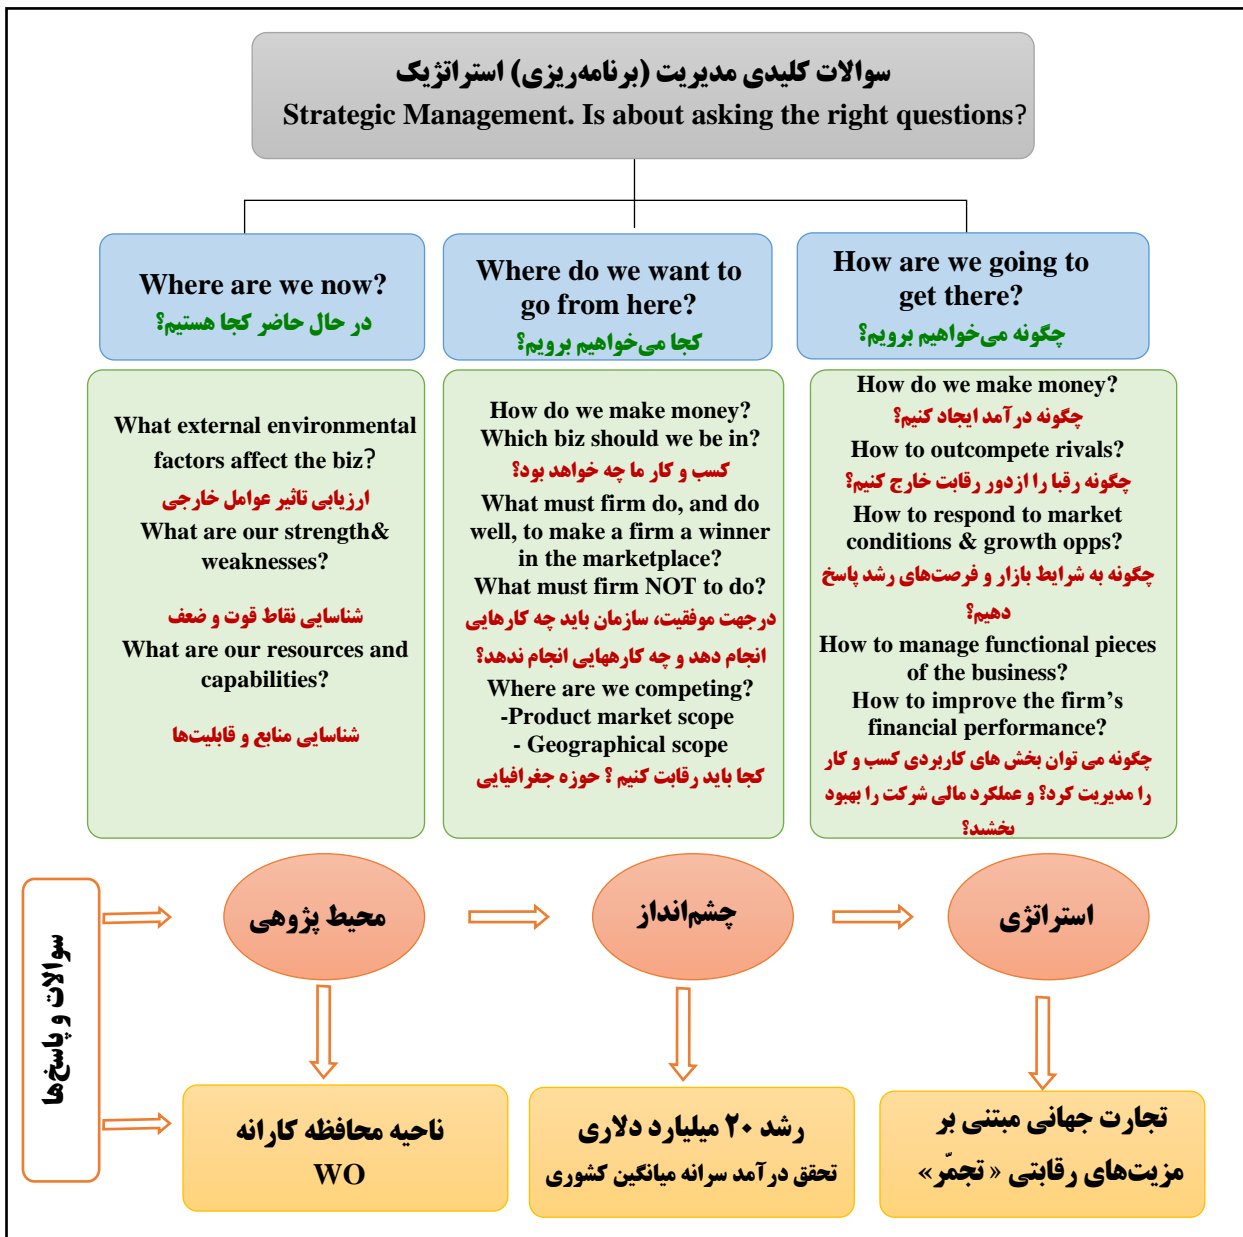 سوالات کلیدی مدیریت (برنامه‌ریزی) استراتژیک
Strategic Management. Is about asking the right questions?
Where are we now?
در حال حاضر کجا هستیم؟
Where do we want to
go from here?
کجا می‌خواهیم برویم؟
How are we going to
get there?
چگونه می‌خواهیم برویم؟
What external environmental
factors affect the biz?
ارزیابی تاثیر عوامل خارجی
What are our strength&
weaknesses?
شناسایی نقاط قوت و ضعف
What are our resources and
capabilities?
شناسایی منابع و قابلیت‌ها
How do we make money?
Which biz should we be in?
کسب و کار ما چه خواهد بود؟
What must firm do, and do
well, to make a firm a winner
in the marketplace?
What must firm NOT to do?
درجهت موفقیت، سازمان باید چه کارهایی
انجام دهد و چه کارههایی انجام ندهد؟
Where are we competing?
-Product market scope
- Geographical scope
کجا باید رقابت کنیم ؟ حوزه جغرافیایی
How do we make money?
چگونه درآمد ایجاد کنیم؟
How to outcompete rivals?
چگونه رقبا را ازدور رقابت خارج کنیم؟
How to respond to market
conditions & growth opps?
چگونه به شرایط بازار و فرصت‌های رشد پاسخ
دهیم؟
How to manage functional pieces
of the business?
How to improve the firm’s
financial performance?
چگونه می توان بخش های کاربردی کسب و کار
را مدیریت کرد؟ و عملکرد مالی شرکت را بهبود
بخشید؟
سوالات و پاسخ‌ها
محیط پژوهی
چشم‌انداز
استراتژی
ناحیه محافظه کارانه
WO
رشد ۲۰ میلیارد دلاری
تحقق درآمد سرانه میانگین کشوری
تجارت جهانی مبتنی بر
مزیت‌های رقابتی « تجمّر»